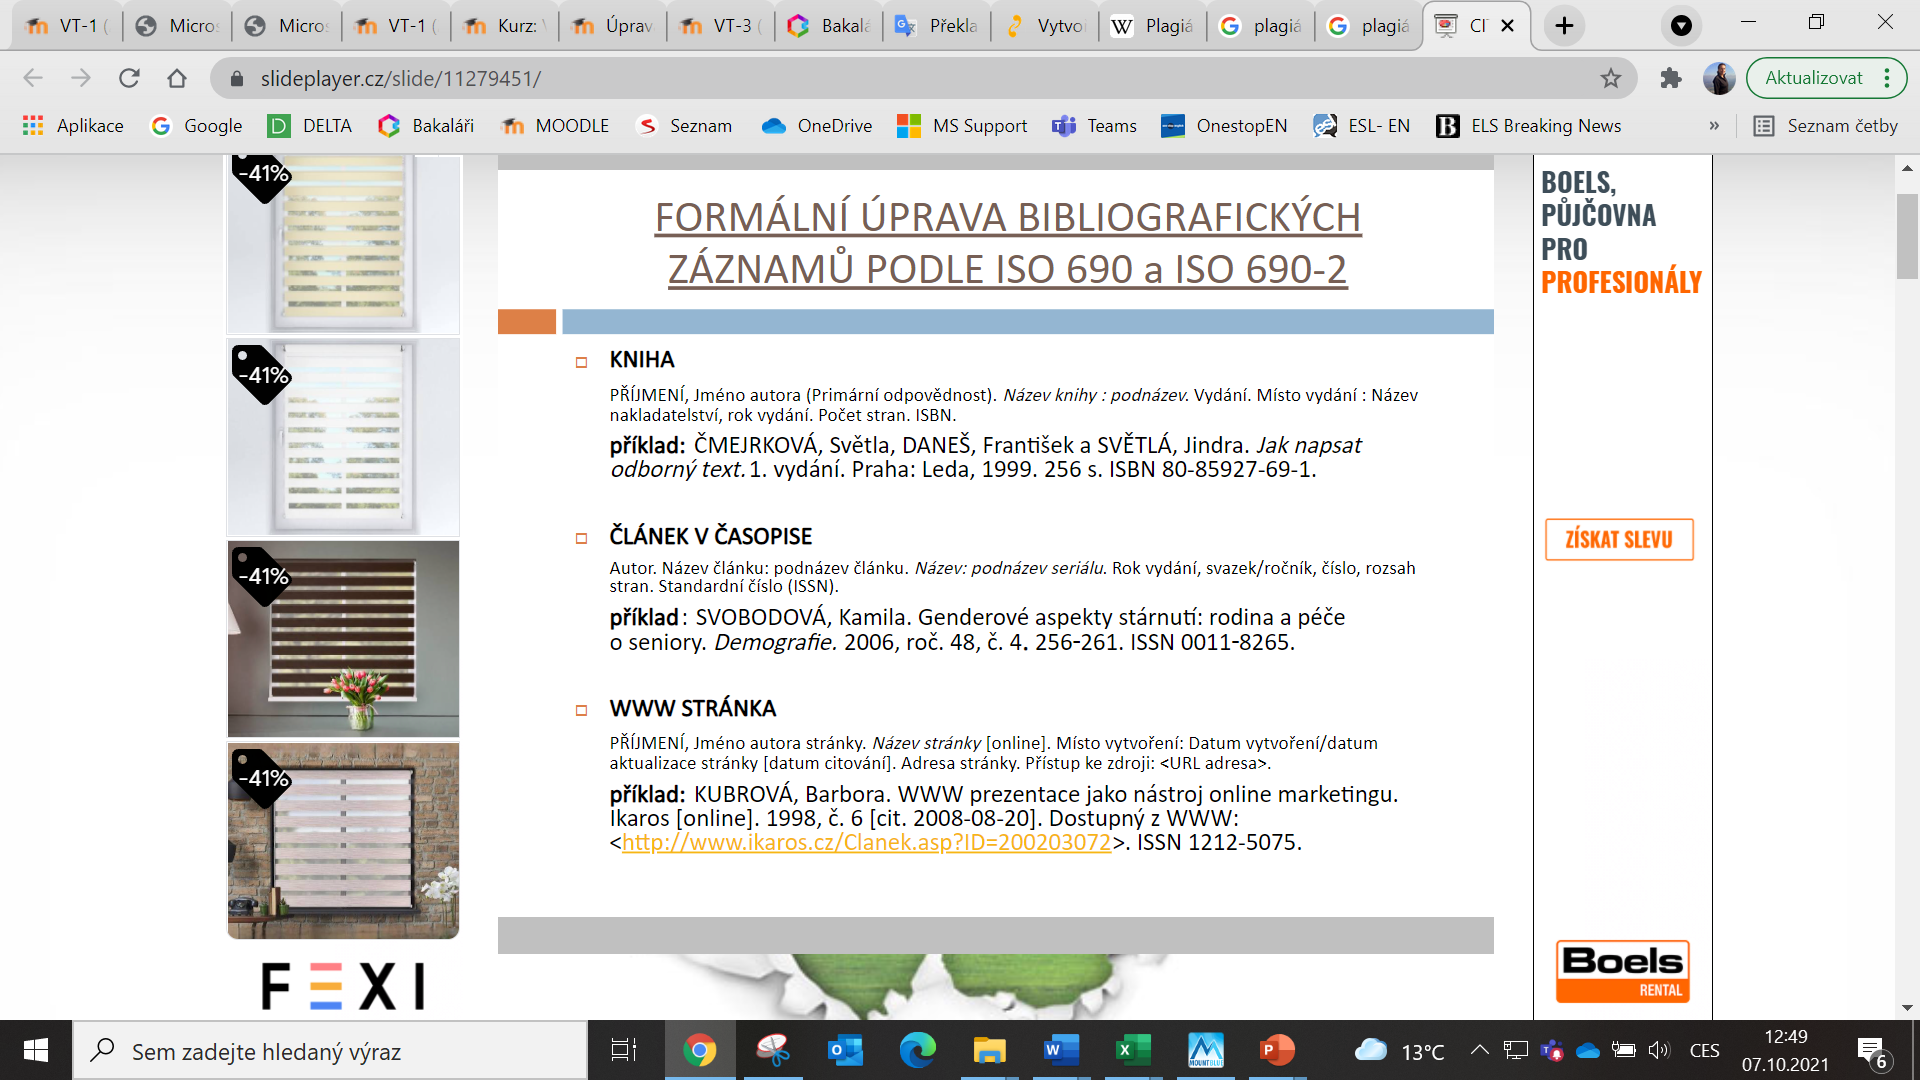 VT-1 (
Micros
Micros
VT-1 (
Kurz: V
Úprav
VT-3 (
Bakalá
Překla
Vytvoř
Plagiá
plagiá
plagiá
slideplayer.cz/slide/11279451/
Aktualizovat
Aplikace
Google
DELTA
Bakaláři
MOODLE
Seznam
OneDrive
MS Support
Teams
OnestopEN
ESL- EN
ELS Breaking News
»
Seznam četby
-41%
-41%
-41%
-41%
FEXI
FORMÁLNÍ ÚPRAVA BIBLIOGRAFICKÝCH
ZÁZNAMŮ PODLE ISO 690 a ISO 690-2
KNIHA
PŘÍJMENÍ, Jméno autora (Primární odpovědnost). Název knihy : podnázev. Vydání. Místo vydání : Název
nakladatelství, rok vydání. Počet stran. ISBN.
příklad: ČMEJRKOVÁ, Světla, DANEŠ, František a SVĚTLÁ, Jindra. Jak napsat
odborný text. 1. vydání. Praha: Leda, 1999. 256 s. ISBN 80-85927-69-1.
ČLÁNEK V ČASOPISE
Autor. Název článku: podnázev článku. Název: podnázev seriálu. Rok vydání, svazek/ročník, číslo, rozsah
stran. Standardní číslo (ISSN).
příklad: SVOBODOVÁ, Kamila. Genderové aspekty stárnutí: rodina a péče
o seniory. Demografie. 2006, roč. 48, č. 4. 256-261. ISSN 0011-8265.
WWW STRÁNKA
PŘÍJMENÍ, Jméno autora stránky. Název stránky [online]. Místo vytvoření: Datum vytvoření/datum
aktualizace stránky [datum citování]. Adresa stránky. Přístup ke zdroji: <URL adresa>.
příklad: KUBROVÁ, Barbora. WWW prezentace jako nástroj online marketingu.
Ikaros [online]. 1998, č. 6 [cit. 2008-08-20]. Dostupný z WWW:
<http://www.ikaros.cz/Clanek.asp?ID=200203072>. ISSN 1212-5075.
BOELS,
PŮJČOVNA
PRO
PROFESIONÁLY
ZÍSKAT SLEVU
Boels
RENTAL
Sem zadejte hledaný výraz
MOUNTBLUE
13°C
CES
12:49
07.10.2021
6